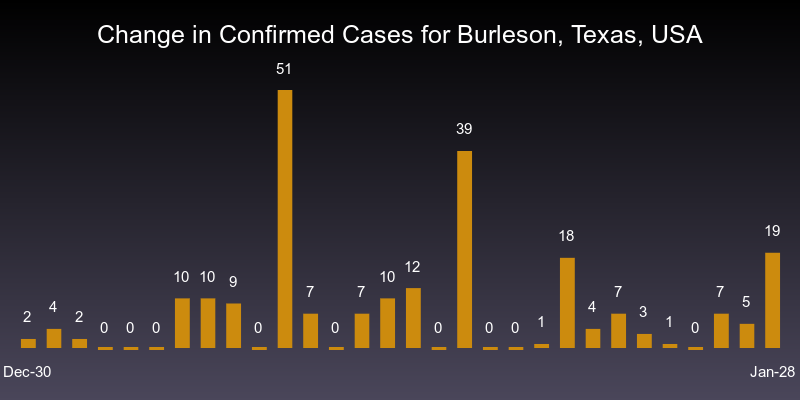 Change in Confirmed Cases for Burleson, Texas, USA
51
39
19
18
12
10 10 9 10
7 7 7 7
2 4 2 0 0 0 0 0 0 0 0 1 4 3 1 0 5
Dec-30 Jan-28